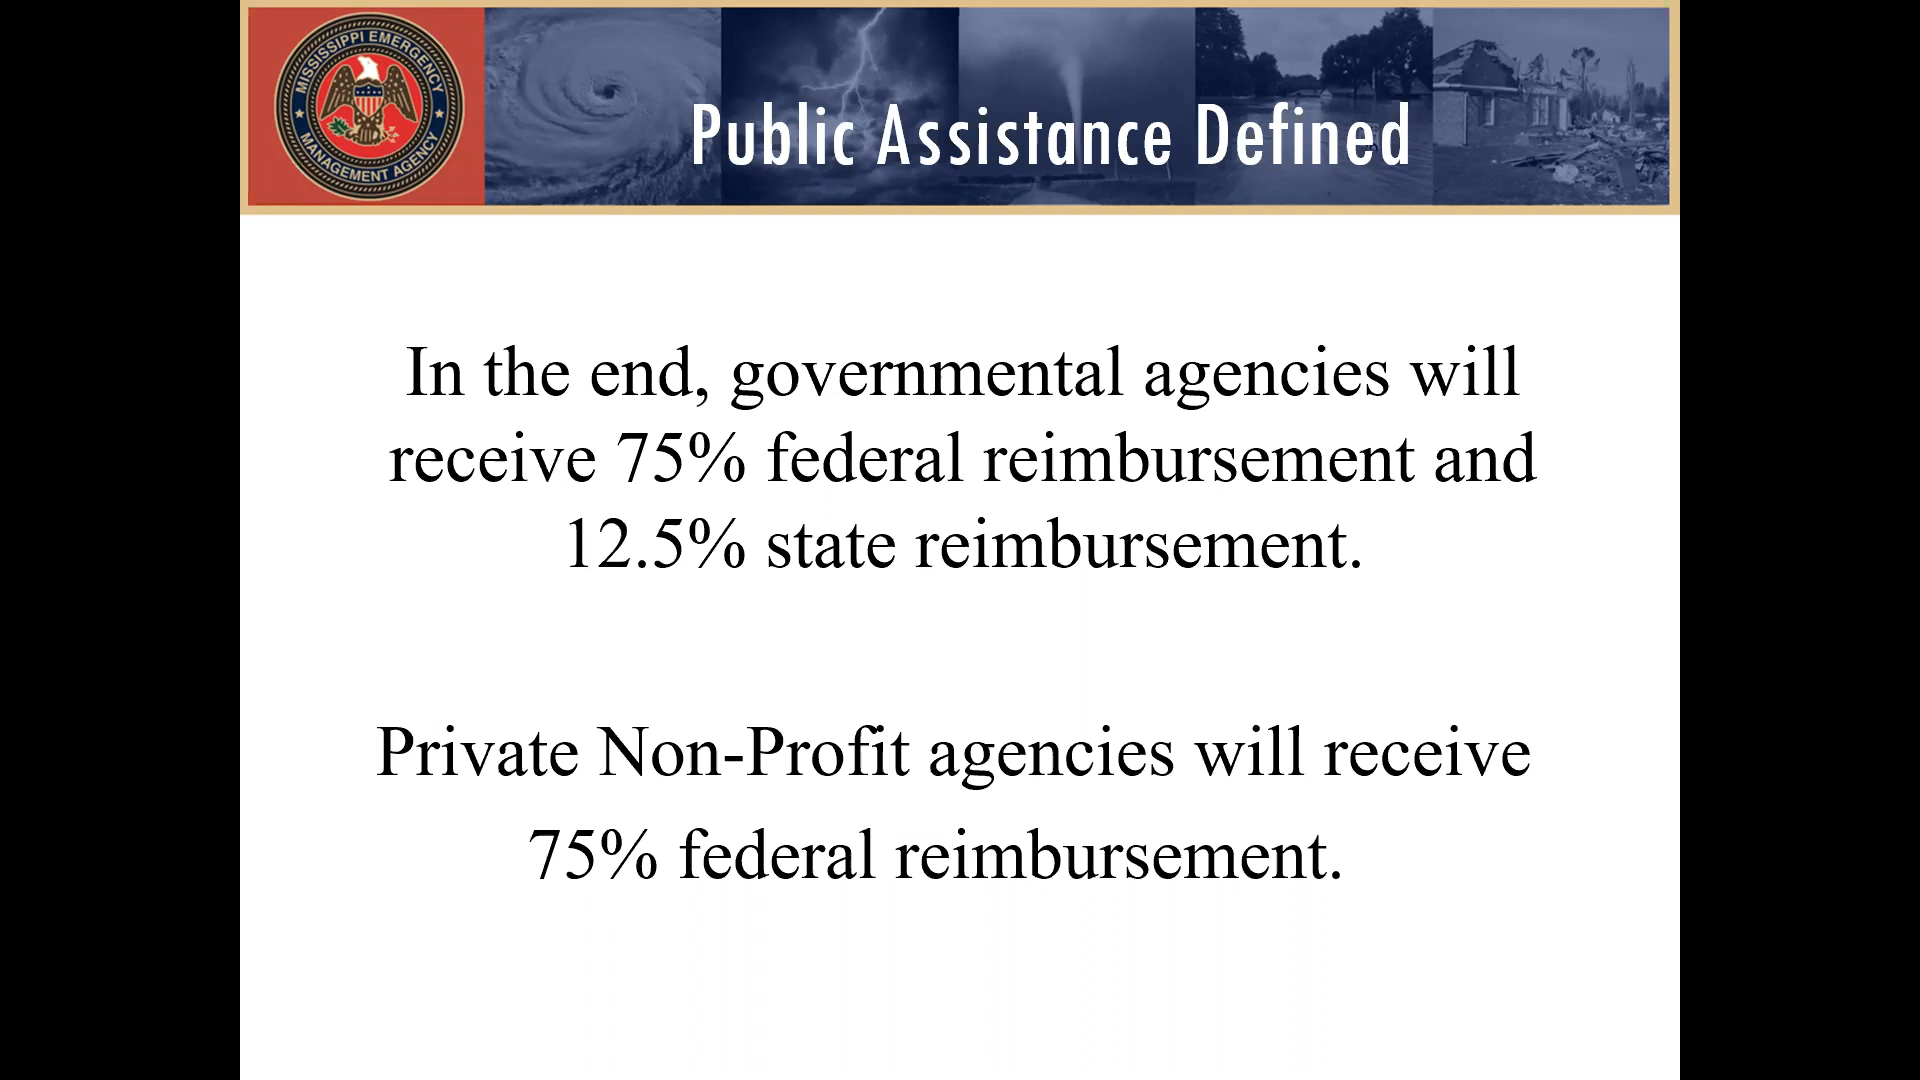 MISSISSIPPI EMERGENCY
MANAGEMENT AGENCY
Public Assistance Defined
In the end, governmental agencies will
receive 75% federal reimbursement and
12.5% state reimbursement.
Private Non-Profit agencies will receive
75% federal reimbursement.